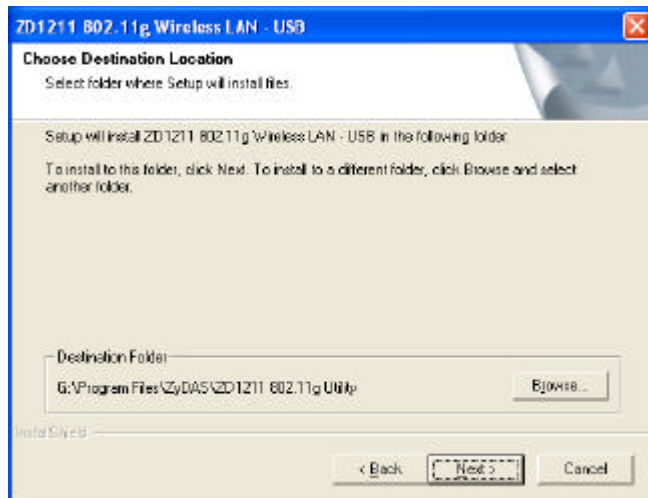 ZD1211 802.11g Wireless LAN - USB
Choose Destination Location
Select folder where Setup will install files.
Setup will install ZD1211 802.11g Wireless LAN - USB in the following folder.
To install to this folder, click Next. To install to a different folder, click Browse and select
another folder.
Destination Folder
G:\Program Files\ZyDAS\ZD1211 802.11g Utility
Browse...
InstallShield
< Back
Next >
Cancel